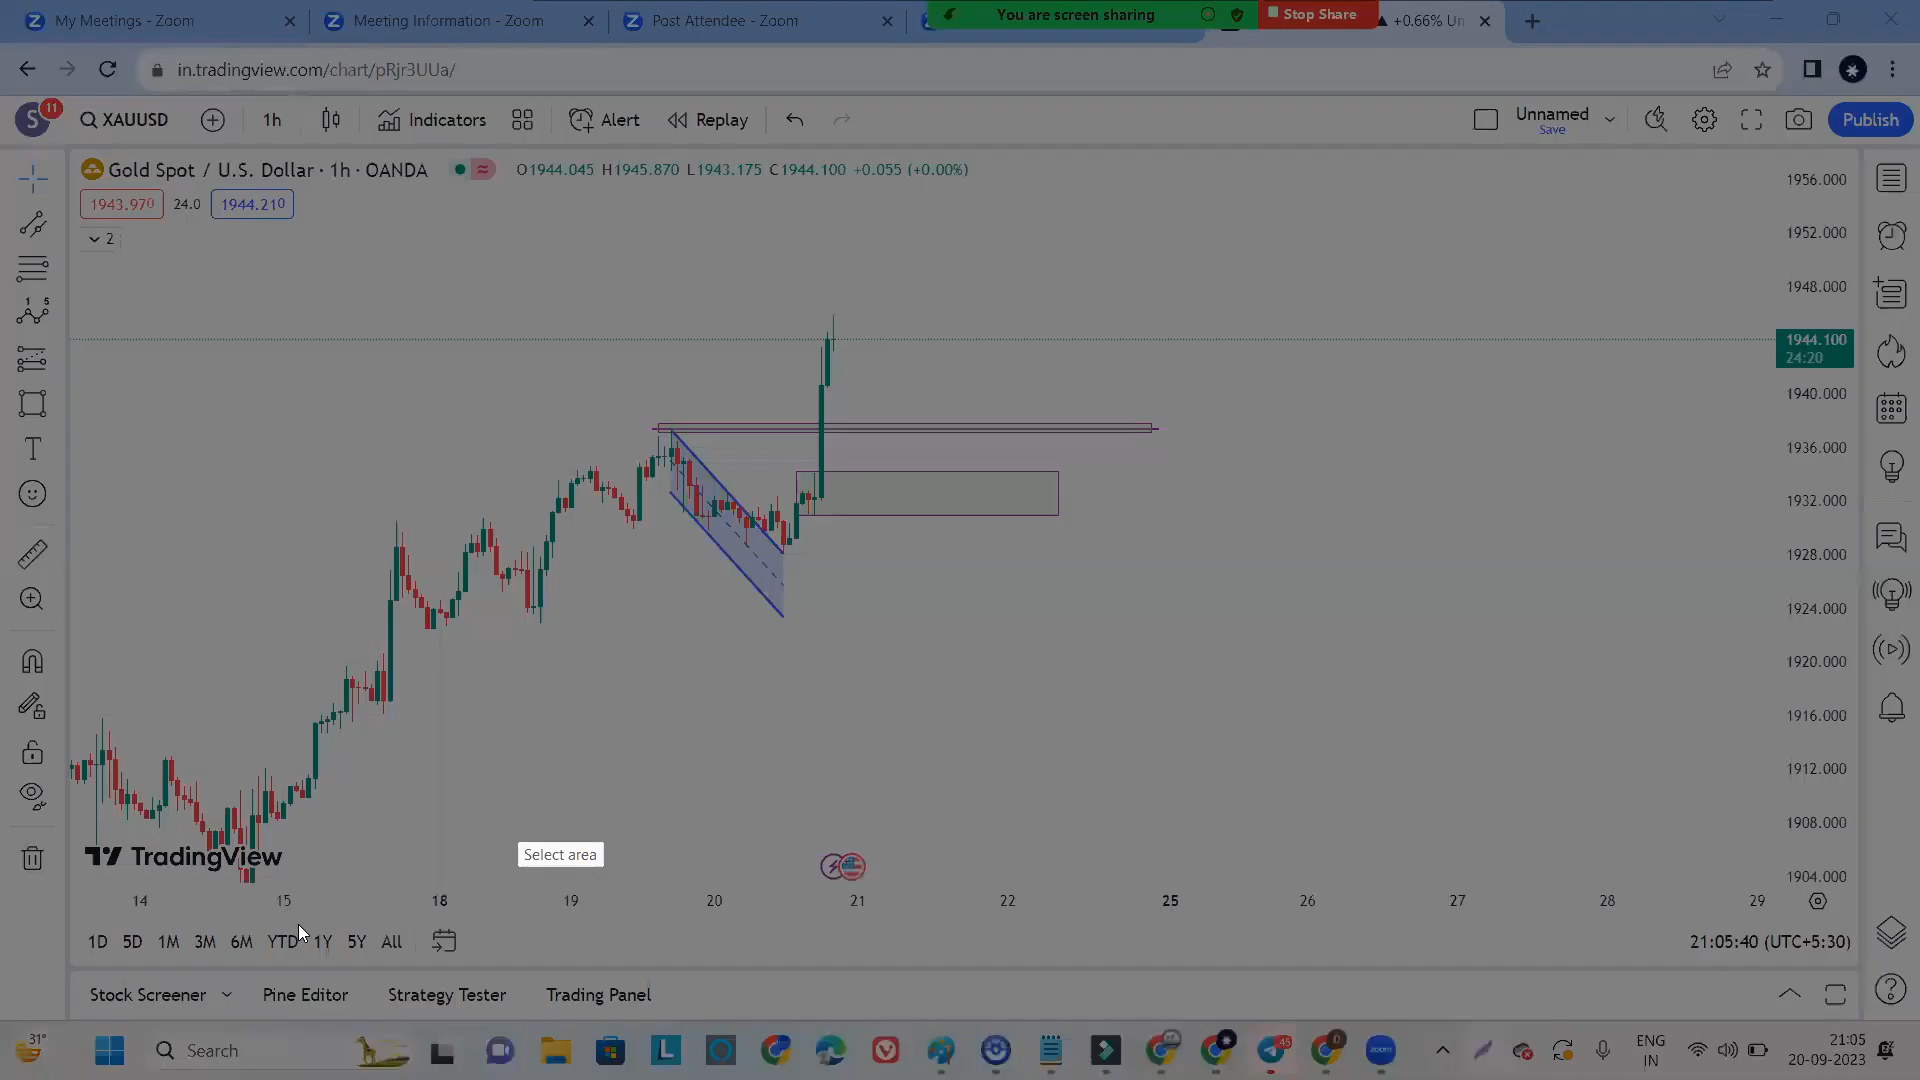 My Meetings - Zoom
Meeting Information - Zoom
Post Attendee - Zoom
You are screen sharing
Stop Share
▲ +0.66% Un
in.tradingview.com/chart/pRjr3UUa/
S
11
XAUUSD
1h
Indicators
Alert
Replay
Unnamed
Save
Publish
Gold Spot / U.S. Dollar · 1h · OANDA
O1944.045 H1945.870 L1943.175 C1944.100 +0.055 (+0.00%)
1943.970
24.0
1944.210
2
1956.000
1952.000
1948.000
1944.100
24:20
1940.000
1936.000
1932.000
1928.000
1924.000
1920.000
1916.000
1912.000
1908.000
1904.000
TradingView
Select area
14
15
18
19
20
21
22
25
26
27
28
29
1D
5D
1M
3M
6M
YTD
1Y
5Y
All
21:05:40 (UTC+5:30)
Stock Screener
Pine Editor
Strategy Tester
Trading Panel
31°
Search
45
zoom
ENG
IN
21:05
20-09-2023